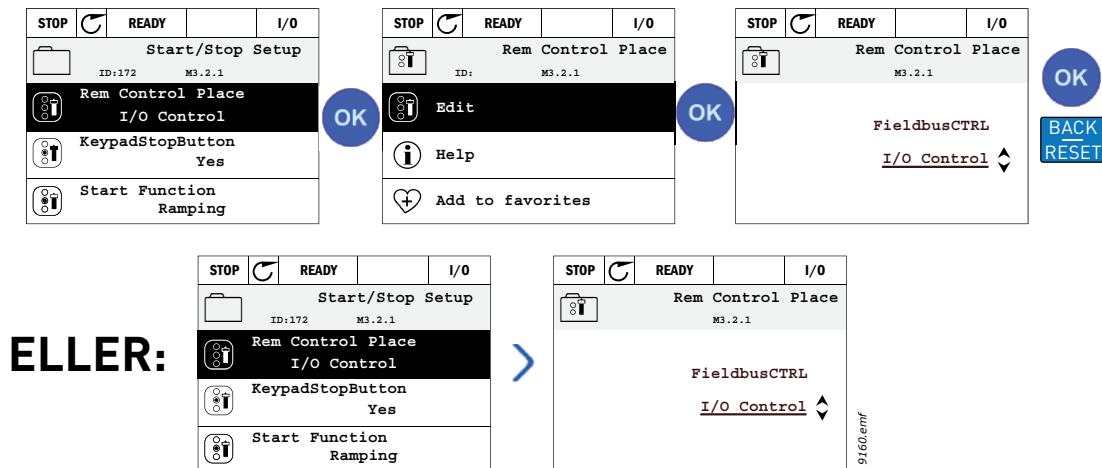 STOP READY I/O
Start/Stop Setup
ID:172 M3.2.1
Rem Control Place
I/O Control
KeypadStopButton
Yes
Start Function
Ramping
OK
STOP READY I/O
Rem Control Place
ID: M3.2.1
Edit
Help
Add to favorites
OK
STOP READY I/O
Rem Control Place
M3.2.1
FieldbusCTRL
I/O Control
OK
BACK
RESET
ELLER:
STOP READY I/O
Start/Stop Setup
ID:172 M3.2.1
Rem Control Place
I/O Control
KeypadStopButton
Yes
Start Function
Ramping
STOP READY I/O
Rem Control Place
M3.2.1
FieldbusCTRL
I/O Control
9160.emf